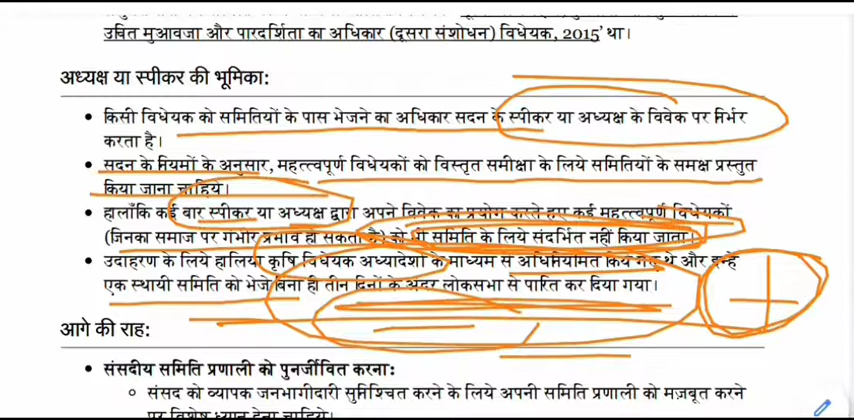 उचित मुआवजा और पारदर्शिता का अधिकार (दूसरा संशोधन) विधेयक, 2015’ था।
अध्यक्ष या स्पीकर की भूमिका:
• किसी विधेयक को समितियों के पास भेजने का अधिकार सदन के स्पीकर या अध्यक्ष के विवेक पर निर्भर
करता है।
• सदन के नियमों के अनुसार, महत्त्वपूर्ण विधेयकों को विस्तृत समीक्षा के लिये समितियों के समक्ष प्रस्तुत
किया जाना चाहिये।
• हालाँकि कई बार स्पीकर या अध्यक्ष द्वारा अपने विवेक का प्रयोग करते हुए कई महत्त्वपूर्ण विधेयकों
(जिनका समाज पर गंभीर प्रभाव हो सकता है) को भी समिति के लिये संदर्भित नहीं किया जाता।
• उदाहरण के लिये हालिया कृषि विधेयक अध्यादेशों के माध्यम से अधिनियमित किये गए थे और इन्हें
एक स्थायी समिति को भेजे बिना ही तीन दिनों के अंदर लोकसभा से पारित कर दिया गया।
आगे की राह:
• संसदीय समिति प्रणाली को पुनर्जीवित करना:
○ संसद को व्यापक जनभागीदारी सुनिश्चित करने के लिये अपनी समिति प्रणाली को मज़बूत करने
पर विशेष ध्यान देना चाहिये।